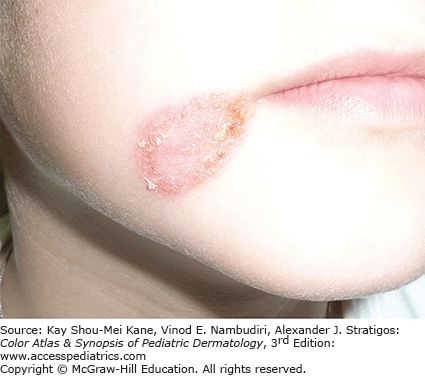 Source: Kay Shou-Mei Kane, Vinod E. Nambudiri, Alexander J. Stratigos:
Color Atlas & Synopsis of Pediatric Dermatology, 3rd Edition:
www.accesspediatrics.com
Copyright © McGraw-Hill Education. All rights reserved.